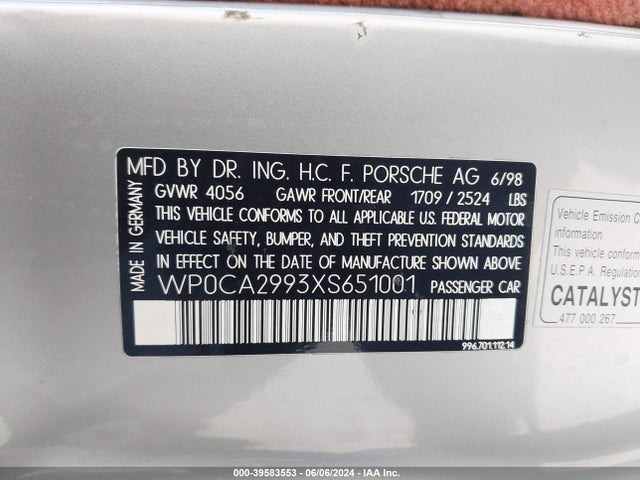 MFD BY DR. ING. H.C. F. PORSCHE AG 6/98
GVWR 4056 GAWR FRONT/REAR 1709/2524 LBS
THIS VEHICLE CONFORMS TO ALL APPLICABLE U.S. FEDERAL MOTOR
VEHICLE SAFETY, BUMPER, AND THEFT PREVENTION STANDARDS
IN EFFECT ON THE DATE OF MANUFACTURE SHOWN ABOVE.
WP0CA2993XS651001 PASSENGER CAR
996.701.112.14
MADE IN GERMANY
Vehicle Emission C
information
This vehicle conform
U.S.E.P.A. Regulation
CATALYST
477 000 267
000-39583553 | 06/06/2024 | IAA Inc.